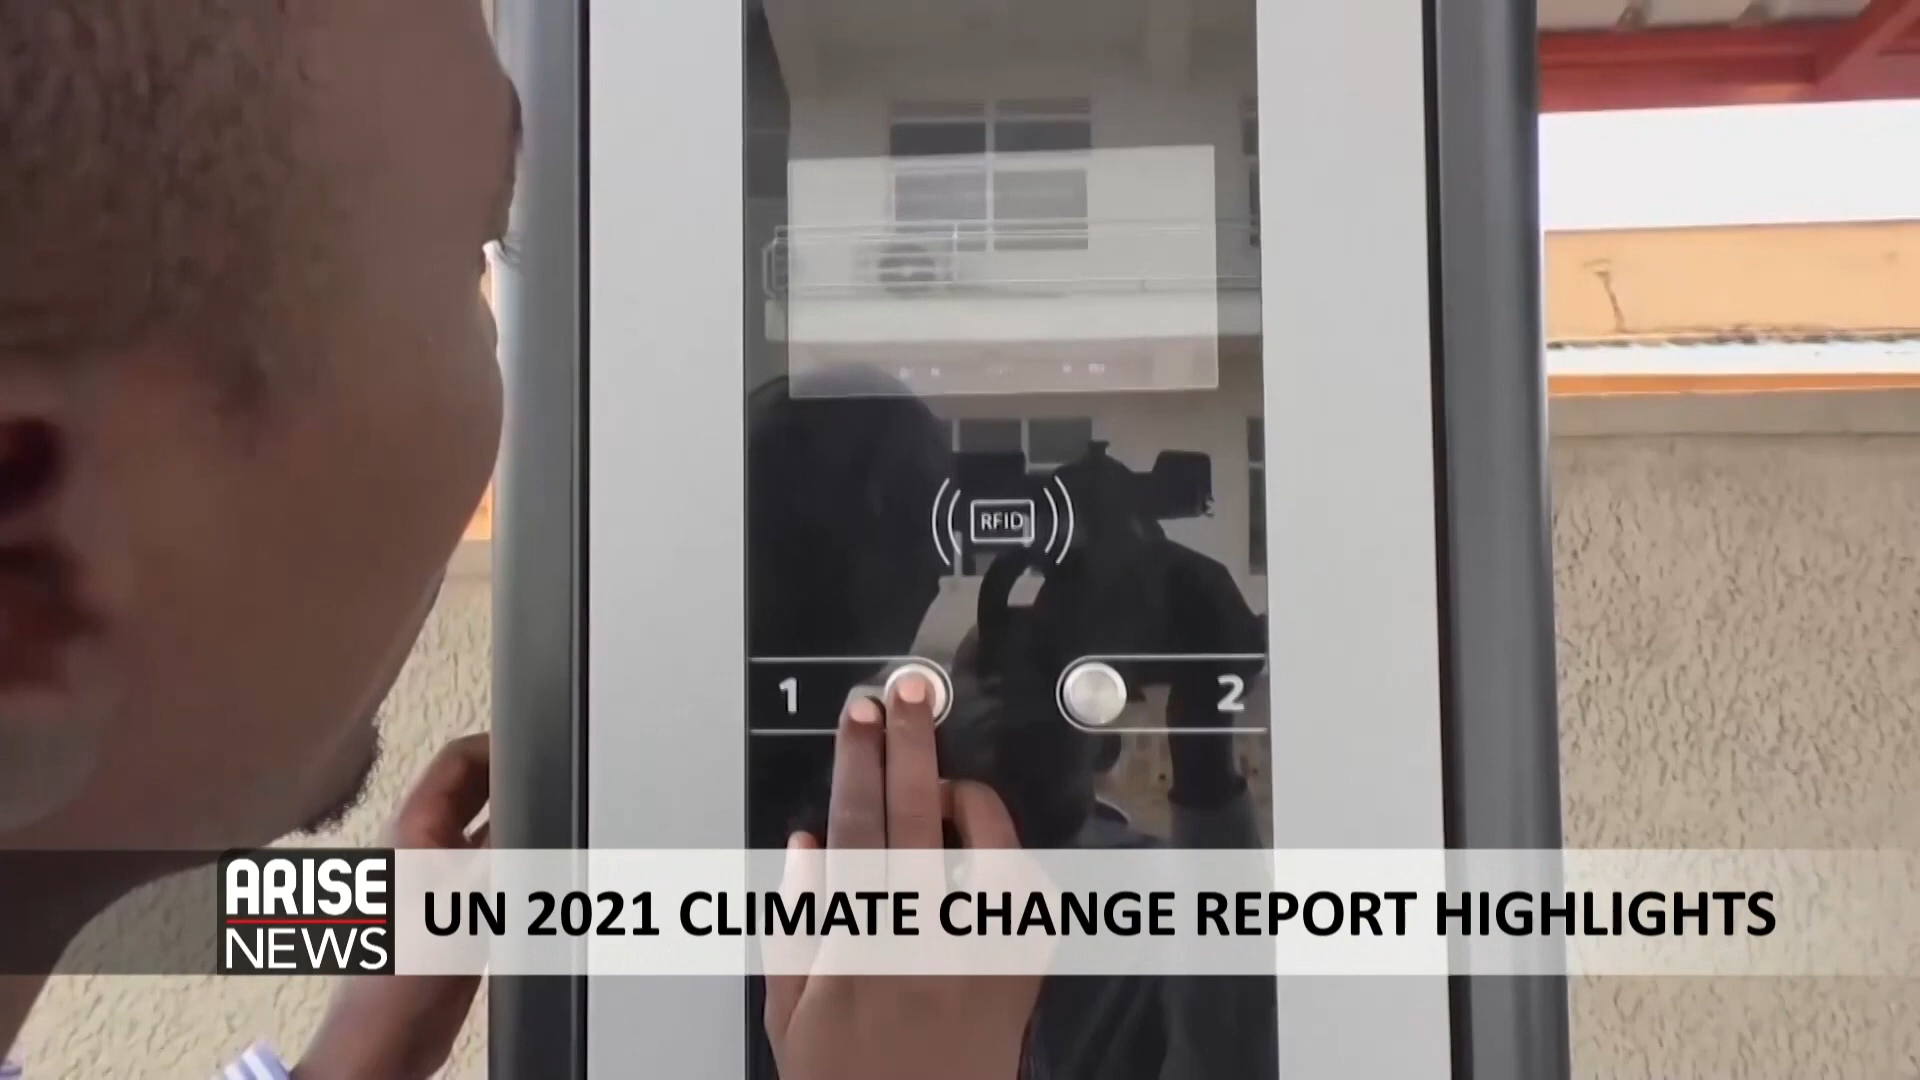 RFID
1
2
ARISE
NEWS
UN 2021 CLIMATE CHANGE REPORT HIGHLIGHTS